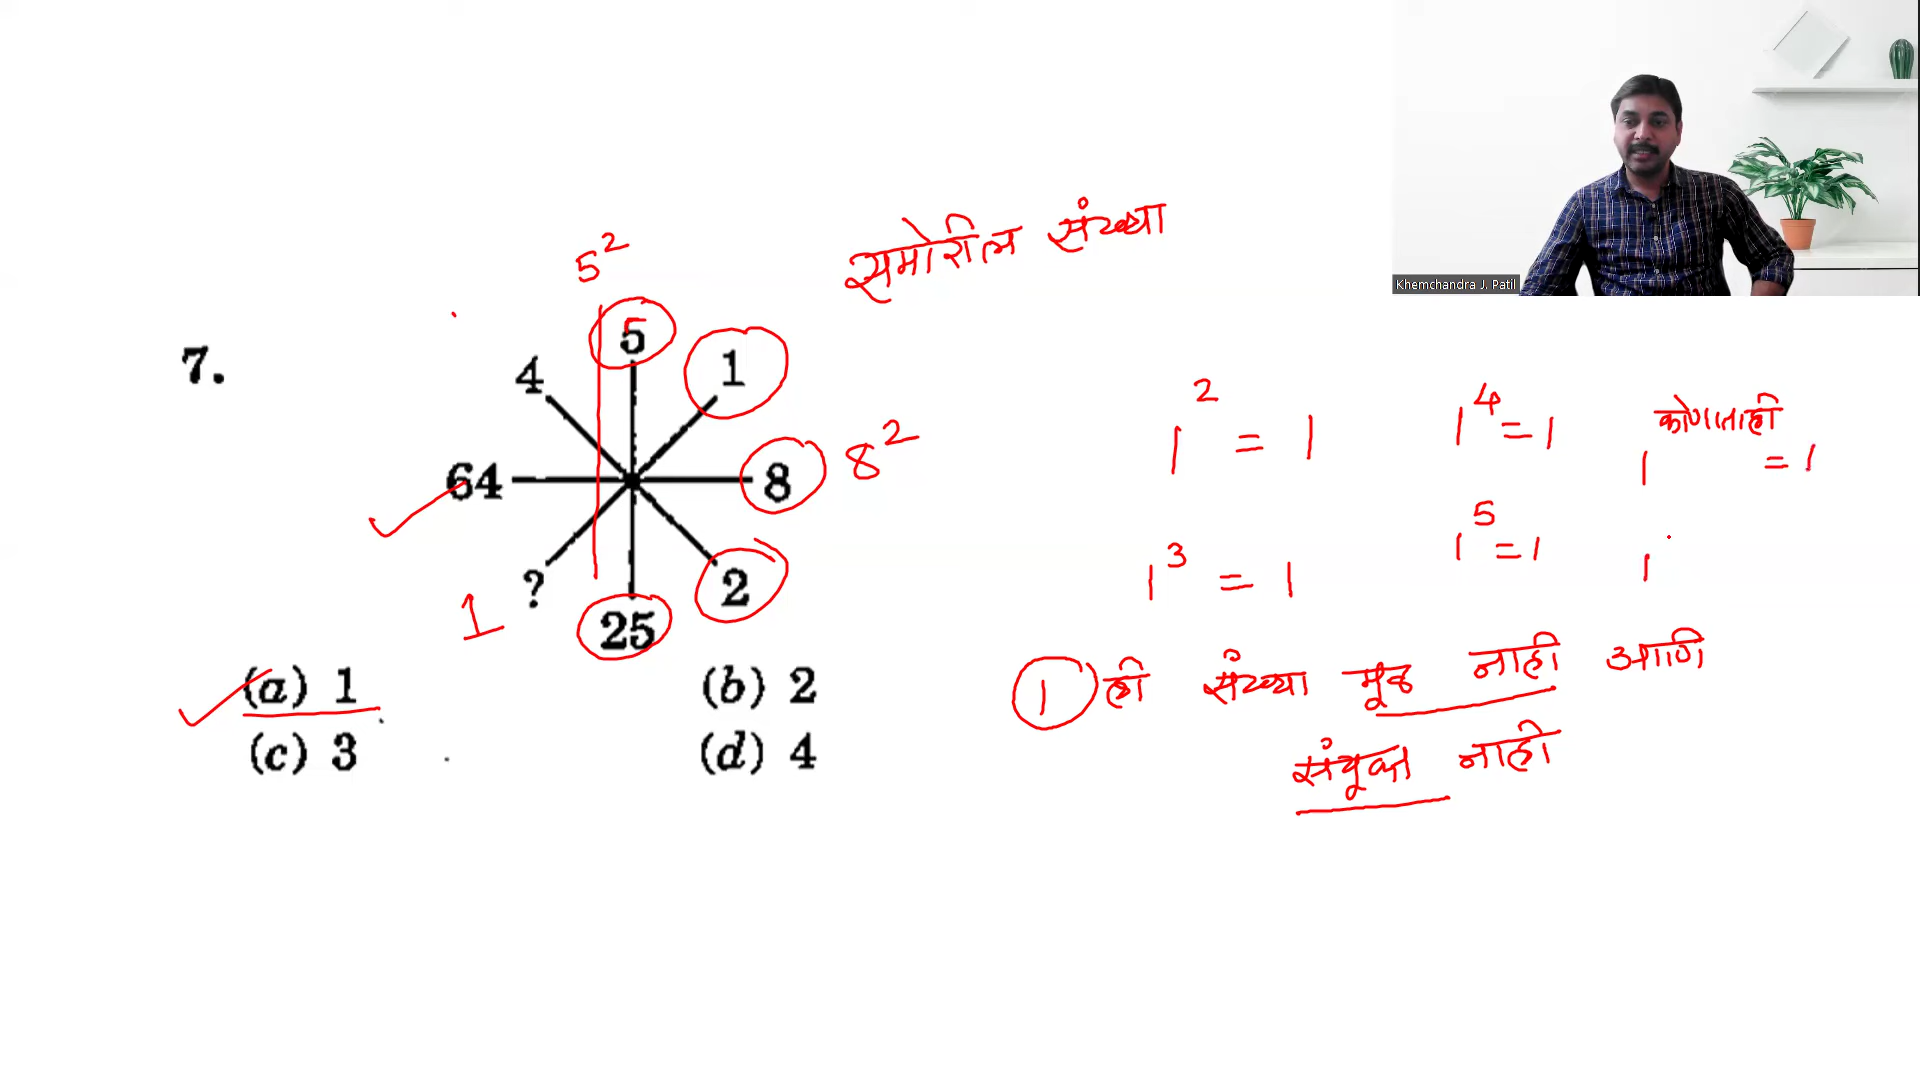 Khemchandra J. Patil
समोरील संख्या
5²
7.
5
4
1
64
8
8²
?
2
1
25
1² = 1
1⁴ = 1
कोणताही
1 = 1
1³ = 1
1⁵ = 1
1
(a) 1
(b) 2
(c) 3
(d) 4
1 ही संख्या मूळ नाही आणि
संयुक्त नाही